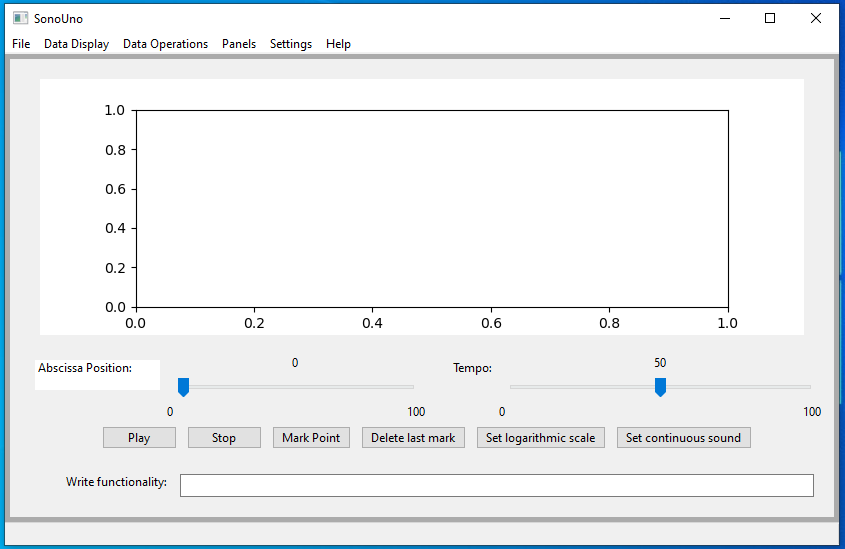 SonoUno
File Data Display Data Operations Panels Settings Help
1.0
0.8
0.6
0.4
0.2
0.0
0.0 0.2 0.4 0.6 0.8 1.0
Abscissa Position: 0 Tempo: 50
0 100 0 100
Play Stop Mark Point Delete last mark Set logarithmic scale Set continuous sound
Write functionality: